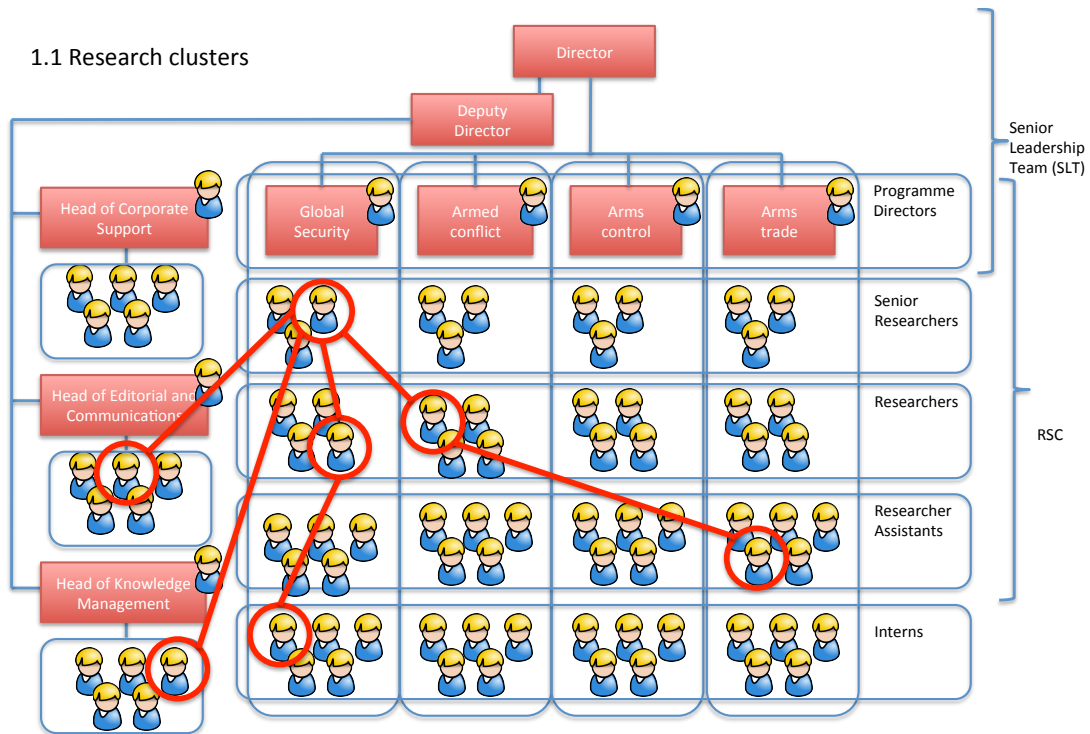 1.1 Research clusters
Director
Deputy
Director
Senior
Leadership
Team (SLT)
Head of Corporate
Support
Global
Security
Armed
conflict
Arms
control
Arms
trade
Programme
Directors
Senior
Researchers
Head of Editorial and
Communications
Researchers
RSC
Researcher
Assistants
Head of Knowledge
Management
Interns